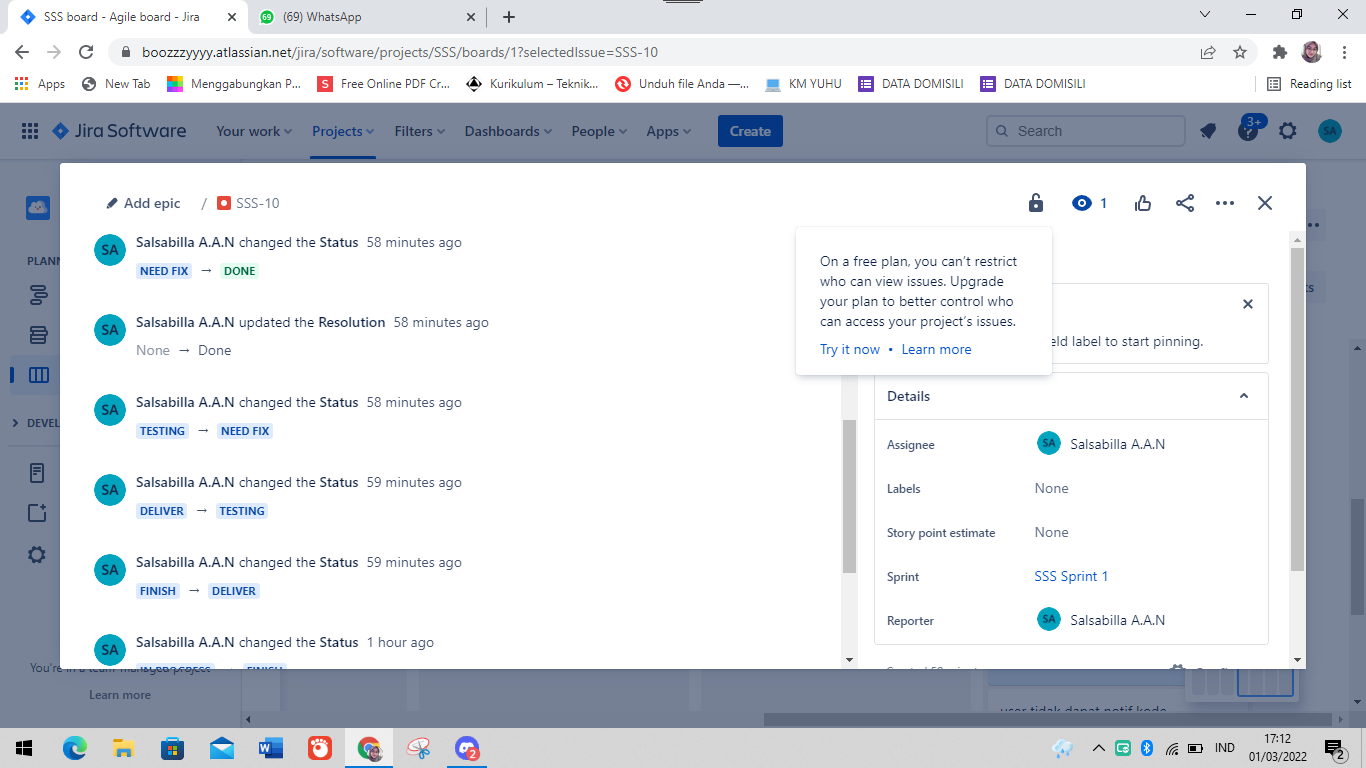 SSS board - Agile board - Jira
(69) WhatsApp
boozzzyyyy.atlassian.net/jira/software/projects/SSS/boards/1?selectedIssue=SSS-10
Apps
New Tab
Menggabungkan P...
Free Online PDF Cr...
Kurikulum – Teknik...
Unduh file Anda —...
KM YUHU
DATA DOMISILI
DATA DOMISILI
Reading list
Jira Software
Your work
Projects
Filters
Dashboards
People
Apps
Create
Search
3+
SA
Add epic
/
SSS-10
1
PLANN
DEVEL
SA
Salsabilla A.A.N changed the Status 58 minutes ago
NEED FIX → DONE
SA
Salsabilla A.A.N updated the Resolution 58 minutes ago
None → Done
SA
Salsabilla A.A.N changed the Status 58 minutes ago
TESTING → NEED FIX
SA
Salsabilla A.A.N changed the Status 59 minutes ago
DELIVER → TESTING
SA
Salsabilla A.A.N changed the Status 59 minutes ago
FINISH → DELIVER
SA
Salsabilla A.A.N changed the Status 1 hour ago
IN PROGRESS → FINISH
On a free plan, you can't restrict
who can view issues. Upgrade
your plan to better control who
can access your project's issues.
Try it now • Learn more
eld label to start pinning.
Details
Assignee
SA Salsabilla A.A.N
Labels
None
Story point estimate
None
Sprint
SSS Sprint 1
Reporter
SA Salsabilla A.A.N
You're in a team-managed project
Learn more
user tidak dapat notif kode
2
IND
17:12
01/03/2022
2